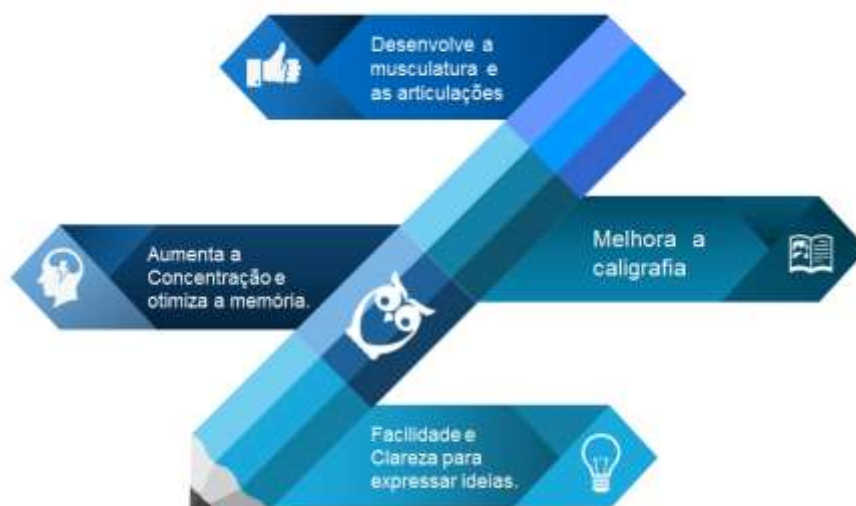 Desenvolve a
musculatura e
as articulações
Aumenta a
Concentração e
otimiza a memória.
Melhora a
caligrafia
Facilidade e
Clareza para
expressar ideias.